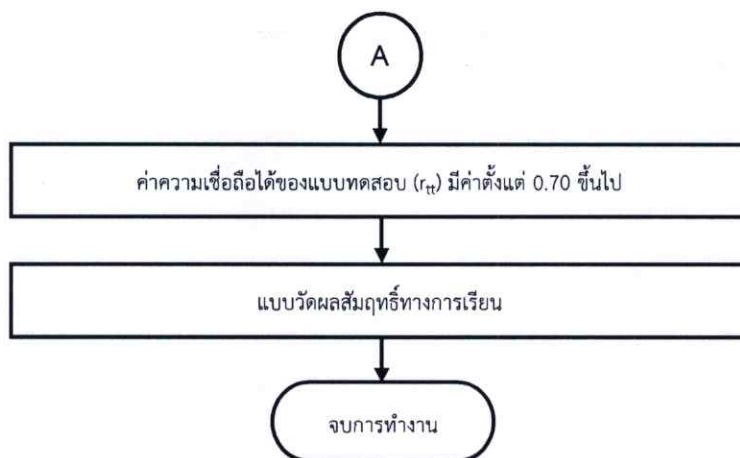 A
ค่าความเชื่อถือได้ของแบบทดสอบ (rtt) มีค่าตั้งแต่ 0.70 ขึ้นไป
แบบวัดผลสัมฤทธิ์ทางการเรียน
จบการทำงาน